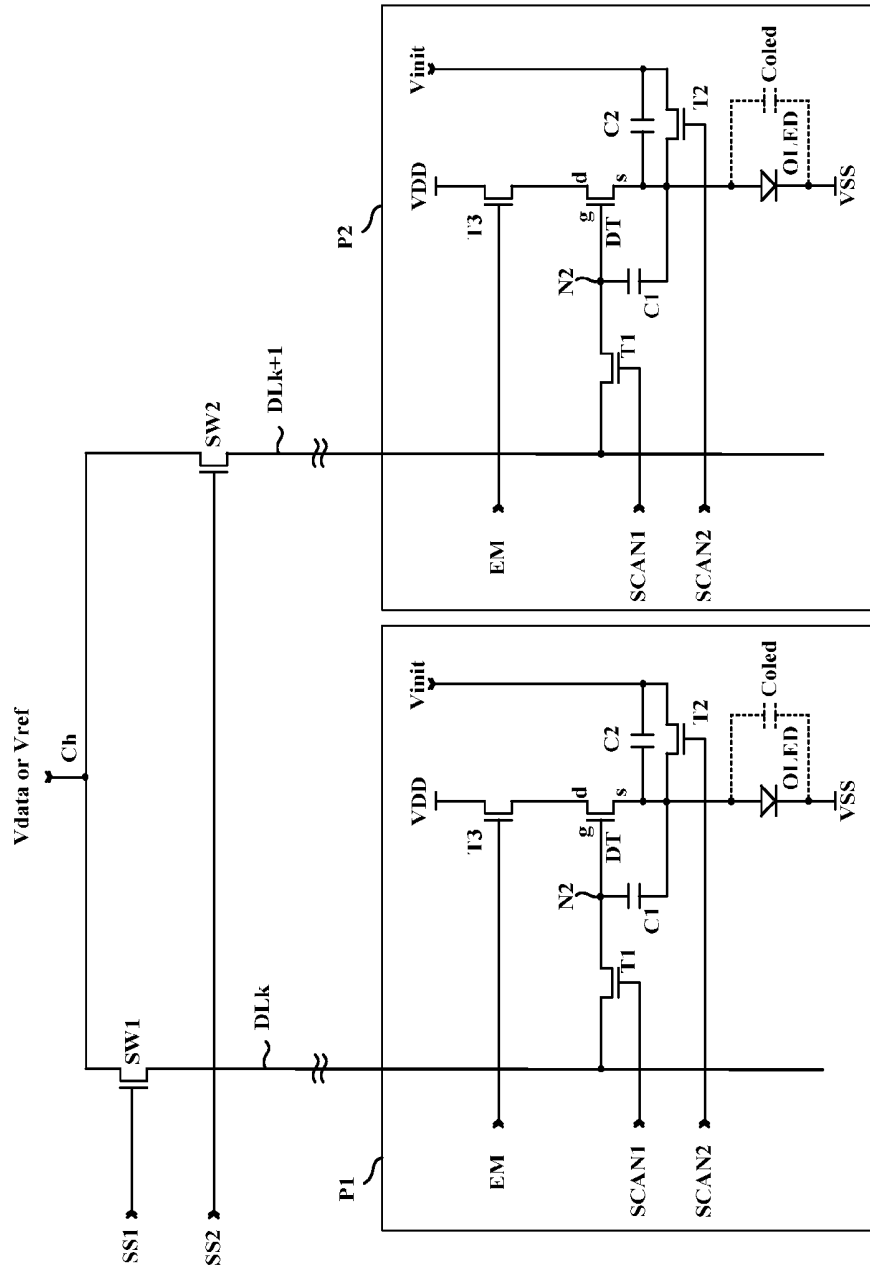 Vdata or Vref
Ch
SS1
SW1
SS2
SW2
DLk
DLk+1
P1
VDD
Vinit
EM
T3
d
g
s
DT
N2
C1
C2
T1
T2
SCAN1
SCAN2
OLED
Coled
VSS
P2
VDD
Vinit
EM
T3
d
g
s
DT
N2
C1
C2
T1
T2
SCAN1
SCAN2
OLED
Coled
VSS